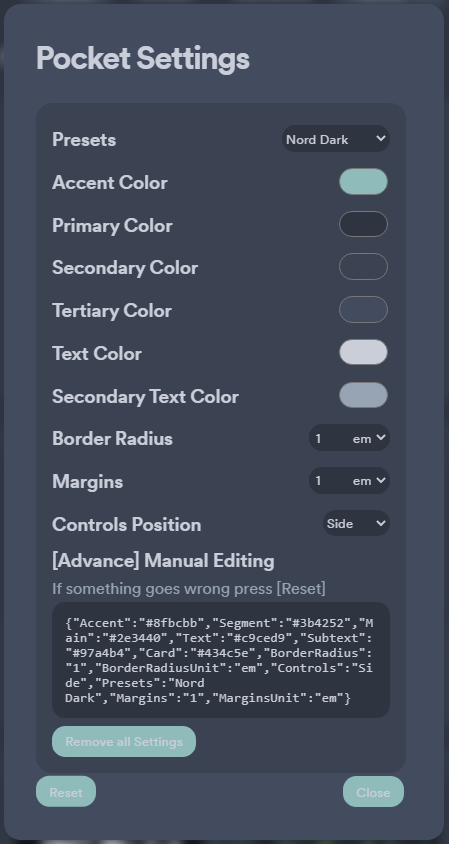 Pocket Settings
Presets Nord Dark
Accent Color
Primary Color
Secondary Color
Tertiary Color
Text Color
Secondary Text Color
Border Radius 1 em
Margins 1 em
Controls Position Side
[Advance] Manual Editing
If something goes wrong press [Reset]
{"Accent":"#8fbcbb","Segment":"#3b4252","M
ain":"#2e3440","Text":"#c9ced9","Subtext":
"#97a4b4","Card":"#434c5e","BorderRadius":
"1","BorderRadiusUnit":"em","Controls":"Si
de","Presets":"Nord
Dark","Margins":"1","MarginsUnit":"em"}
Remove all Settings
Reset Close